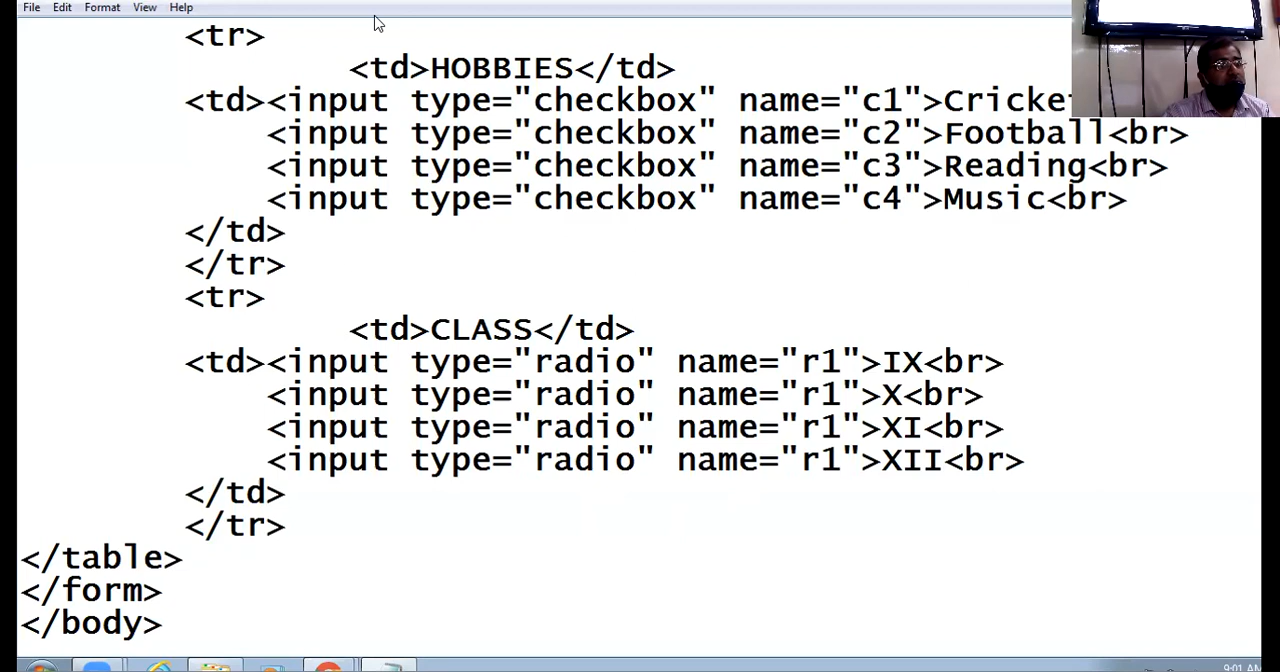 File Edit Format View Help
<tr>
<td>HOBBIES</td>
<td><input type="checkbox" name="c1">
<input type="checkbox" name="c2">Football<br>
<input type="checkbox" name="c3">Reading<br>
<input type="checkbox" name="c4">Music<br>
</td>
</tr>
<tr>
<td>CLASS</td>
<td><input type="radio" name="r1">IX<br>
<input type="radio" name="r1">X<br>
<input type="radio" name="r1">XI<br>
<input type="radio" name="r1">XII<br>
</td>
</tr>
</table>
</form>
</body>
9:01 AM